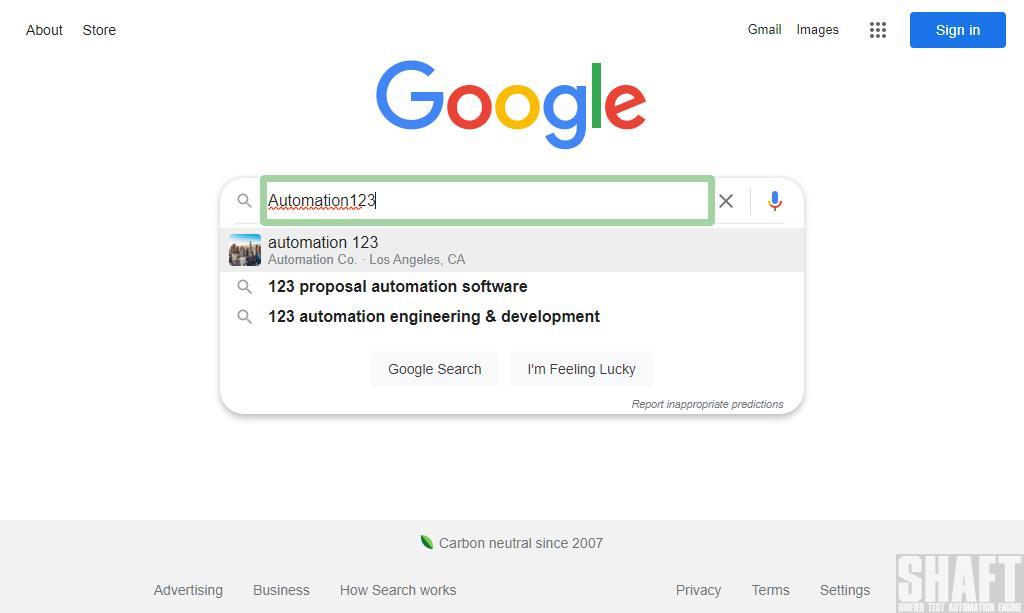 About Store Gmail Images Sign in
Google
Automation123
automation 123
Automation Co. · Los Angeles, CA
123 proposal automation software
123 automation engineering & development
Google Search I'm Feeling Lucky
Report inappropriate predictions
Carbon neutral since 2007
Advertising Business How Search works Privacy Terms Settings
SHAFT
UNIFIED TEST AUTOMATION ENGINE